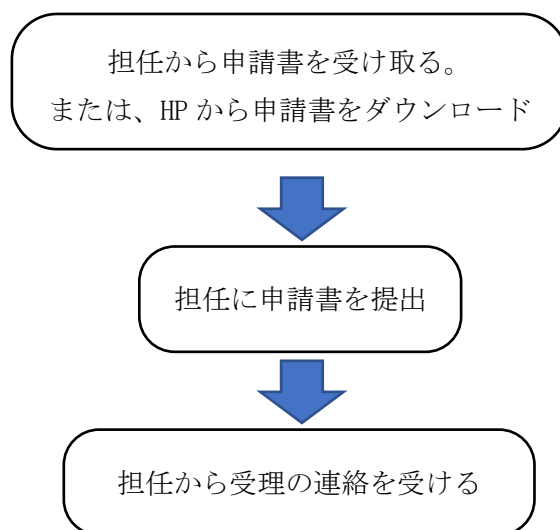 担任から申請書を受け取る。
または、HP から申請書をダウンロード
担任に申請書を提出
担任から受理の連絡を受ける